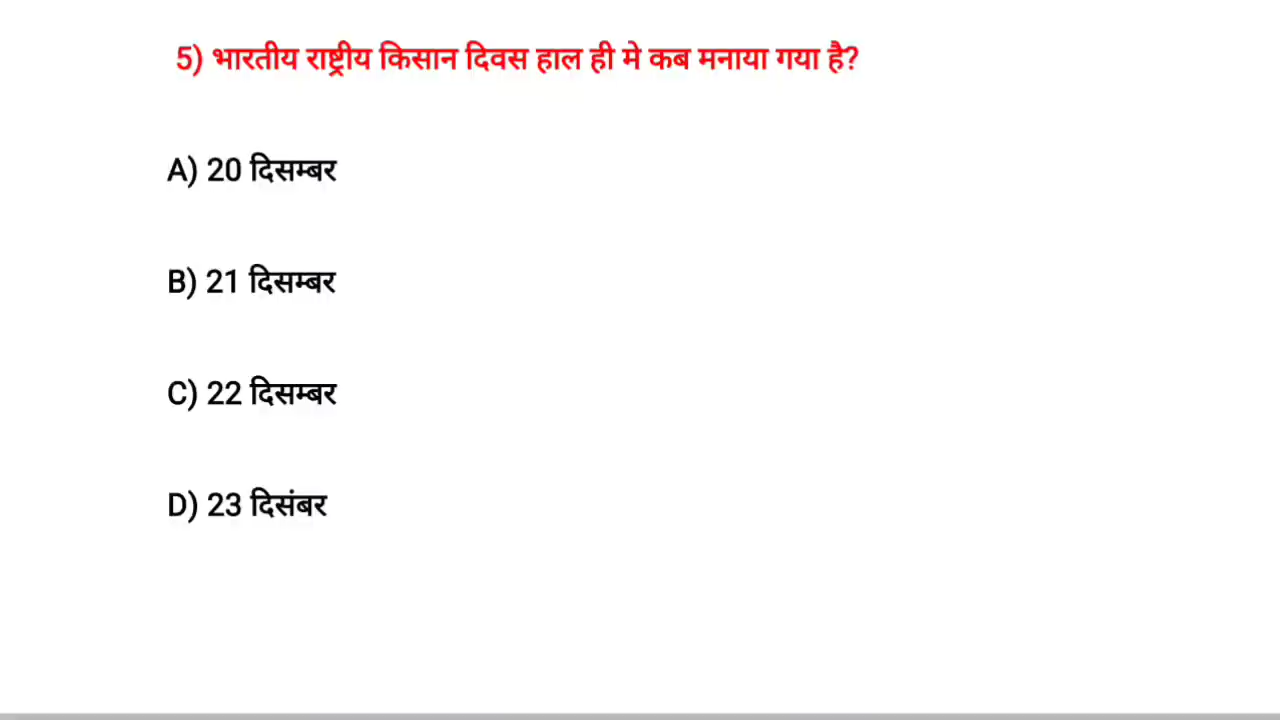 5) भारतीय राष्ट्रीय किसान दिवस हाल ही मे कब मनाया गया है?
A) 20 दिसम्बर
B) 21 दिसम्बर
C) 22 दिसम्बर
D) 23 दिसंबर